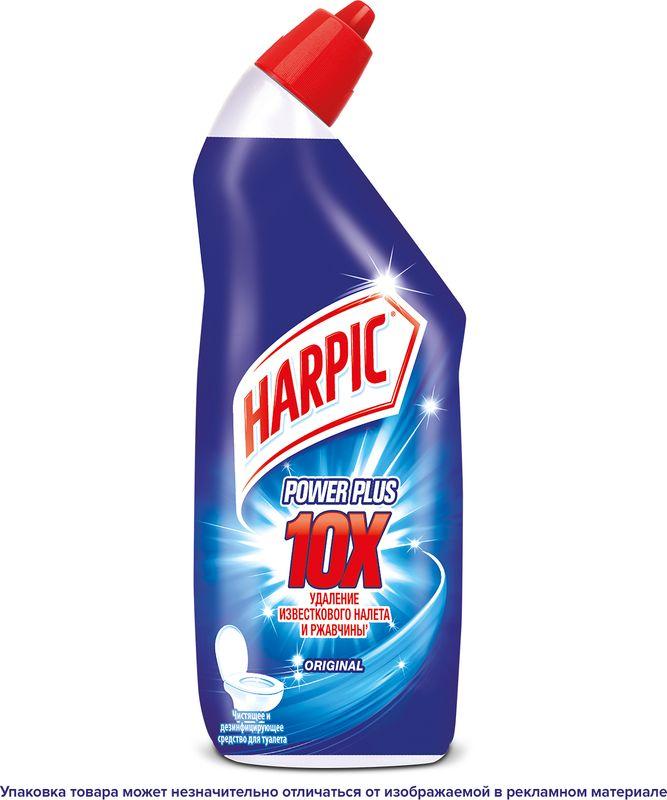 HARPIC®
POWER PLUS
10X
УДАЛЕНИЕ
ИЗВЕСТКОВОГО НАЛЕТА
И РЖАВЧИНЫ¹
ORIGINAL
Чистящее и
дезинфицирующее
средство для туалета
Упаковка товара может незначительно отличаться от изображаемой в рекламном материале